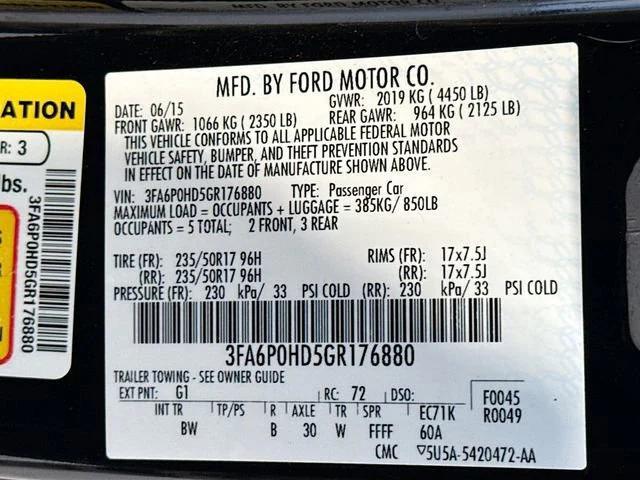 MFD. BY FORD MOTOR CO. IN U.S.A.
MFD. BY FORD MOTOR CO.
DATE: 06/15 GVWR: 2019 KG ( 4450 LB)
FRONT GAWR: 1066 KG ( 2350 LB) REAR GAWR: 964 KG ( 2125 LB)
THIS VEHICLE CONFORMS TO ALL APPLICABLE FEDERAL MOTOR
VEHICLE SAFETY, BUMPER, AND THEFT PREVENTION STANDARDS
IN EFFECT ON THE DATE OF MANUFACTURE SHOWN ABOVE.
VIN: 3FA6P0HD5GR176880 TYPE: Passenger Car
MAXIMUM LOAD = OCCUPANTS + LUGGAGE = 385KG/ 850LB
OCCUPANTS = 5 TOTAL; 2 FRONT, 3 REAR
TIRE (FR): 235/50R17 96H RIMS (FR): 17x7.5J
(RR): 235/50R17 96H (RR): 17x7.5J
PRESSURE (FR): 230 kPa/ 33 PSI COLD (RR): 230 kPa/ 33 PSI COLD
3FA6P0HD5GR176880
TRAILER TOWING - SEE OWNER GUIDE
EXT PNT: G1 RC: 72 DSO: F0045
INT TR TP/PS R AXLE TR SPR EC71K R0049
BW B 30 W FFFF 60A
CMC ▽5U5A-5420472-AA
ATION
R: 3
lbs.
3FA6P0HD5GR176880